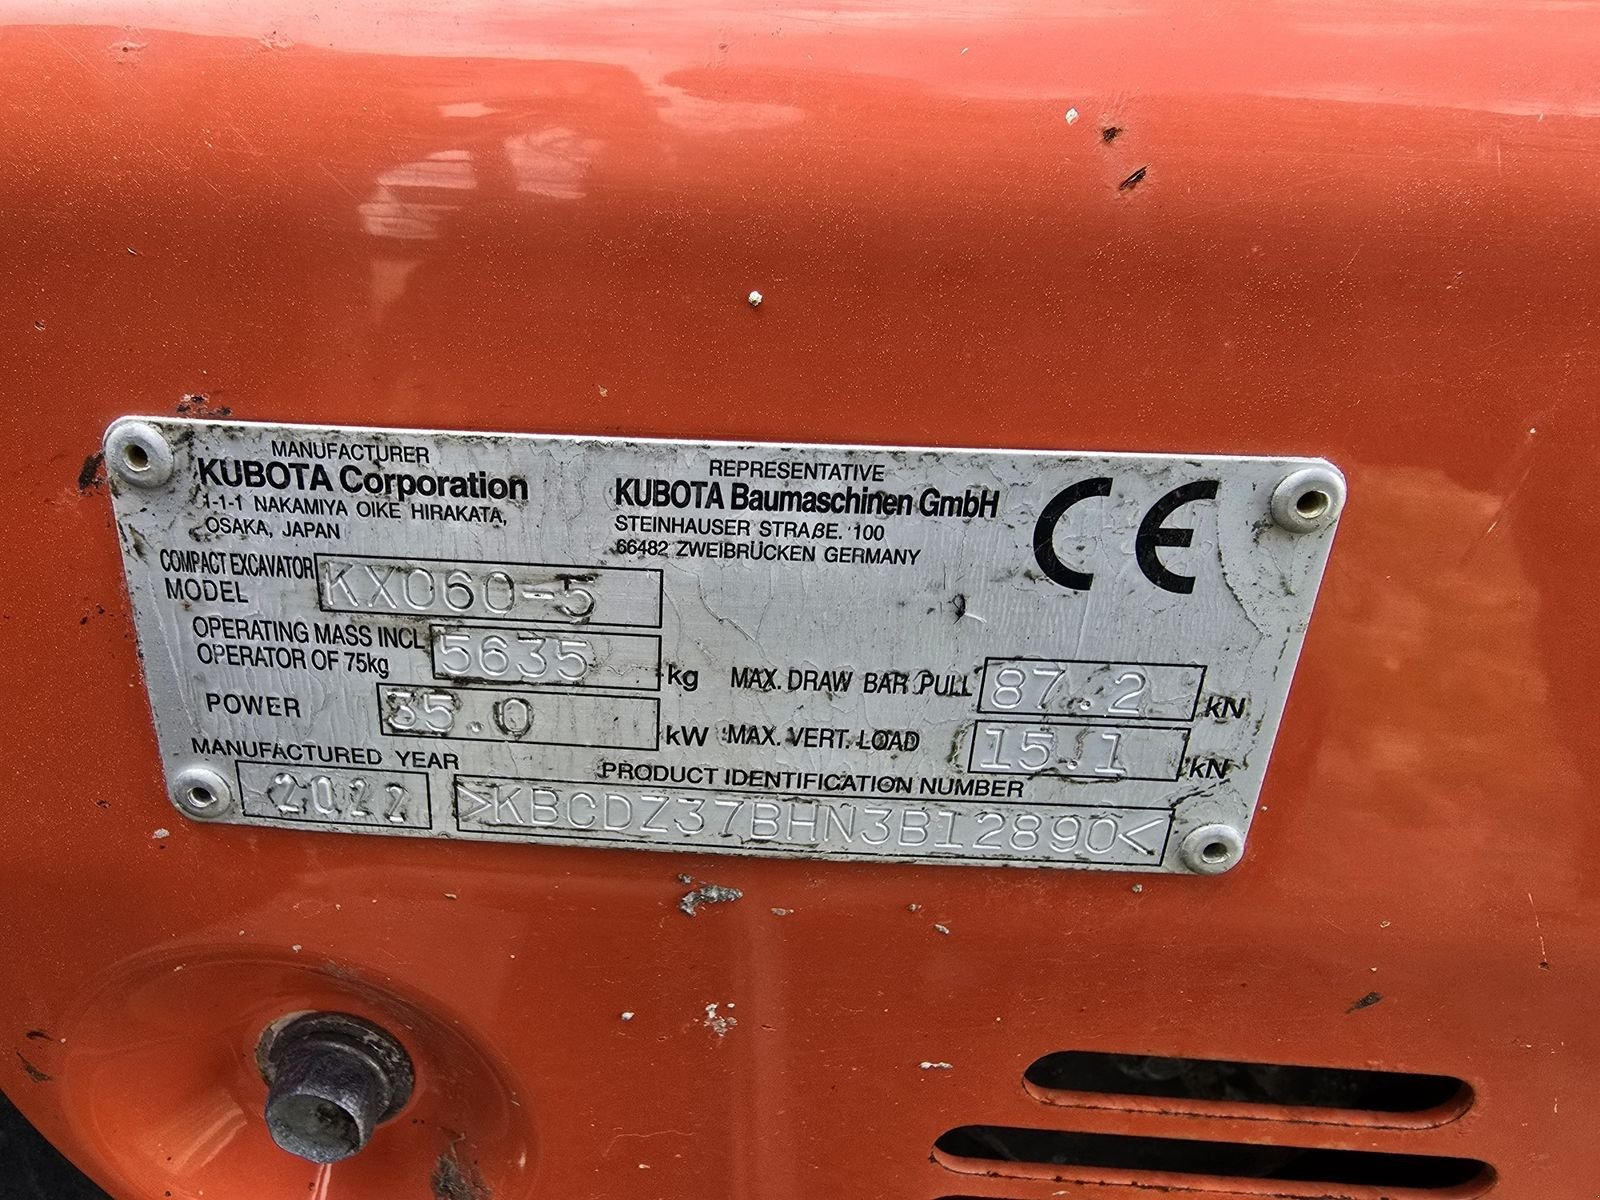 MANUFACTURER
KUBOTA Corporation
1-1-1 NAKAMIYA OIKE HIRAKATA,
OSAKA, JAPAN
REPRESENTATIVE
KUBOTA Baumaschinen GmbH
STEINHAUSER STRAßE. 100
66482 ZWEIBRÜCKEN GERMANY
CE
COMPACT EXCAVATOR
MODEL KX060-5
OPERATING MASS INCL
OPERATOR OF 75kg 5635 kg
POWER 35.0 kW
MAX. DRAW BAR PULL 87.2 kN
MAX. VERT. LOAD 15.1 kN
MANUFACTURED YEAR
2022
PRODUCT IDENTIFICATION NUMBER
>KBCDZ37BHN3B12890<